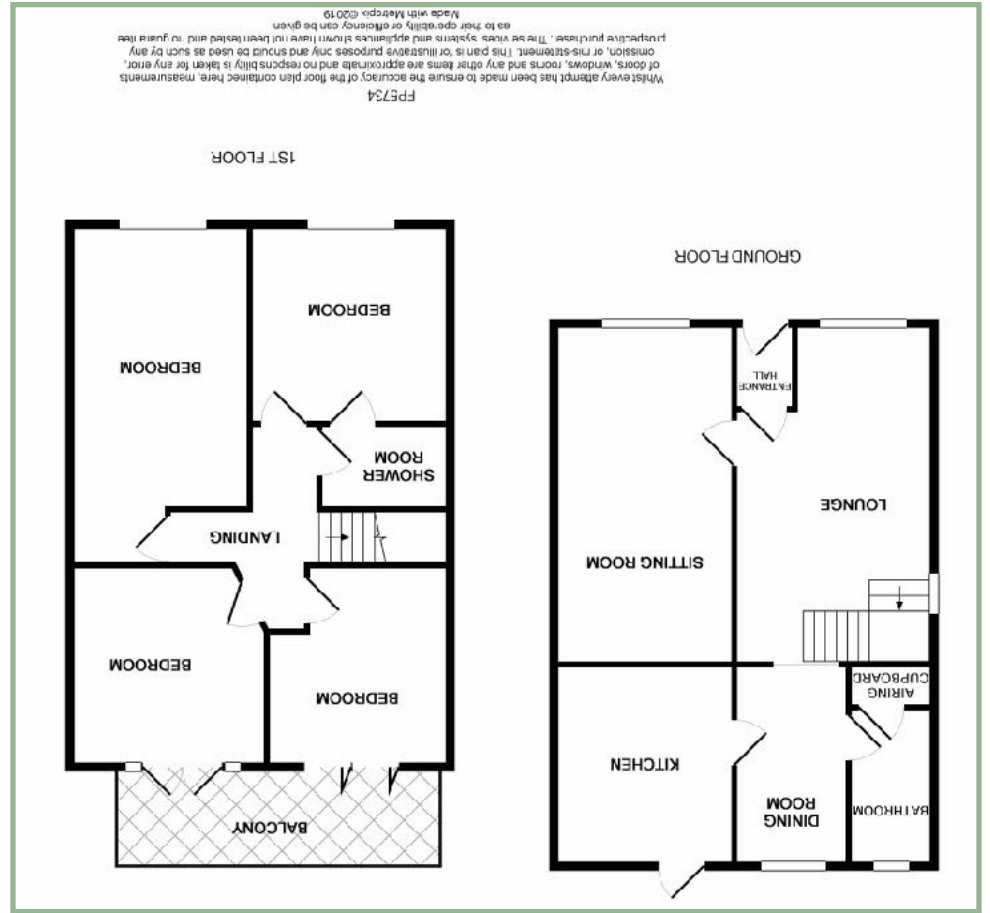 BATHROOM
DINING
ROOM
KITCHEN
AIRING
CUPBOARD
SITTING ROOM
LOUNGE
ENTRANCE
HALL
GROUND FLOOR
BALCONY
BEDROOM
BEDROOM
LANDING
SHOWER
ROOM
BEDROOM
BEDROOM
1ST FLOOR
FP5734
Whilst every attempt has been made to ensure the accuracy of the floor plan contained here, measurements
of doors, windows, rooms and any other items are approximate and no responsibility is taken for any error,
omission, or mis-statement. This plan is for illustrative purposes only and should be used as such by any
prospective purchaser. The services, systems and appliances shown have not been tested and no guarantee
as to their operability or efficiency can be given
Made with Metropix ©2019